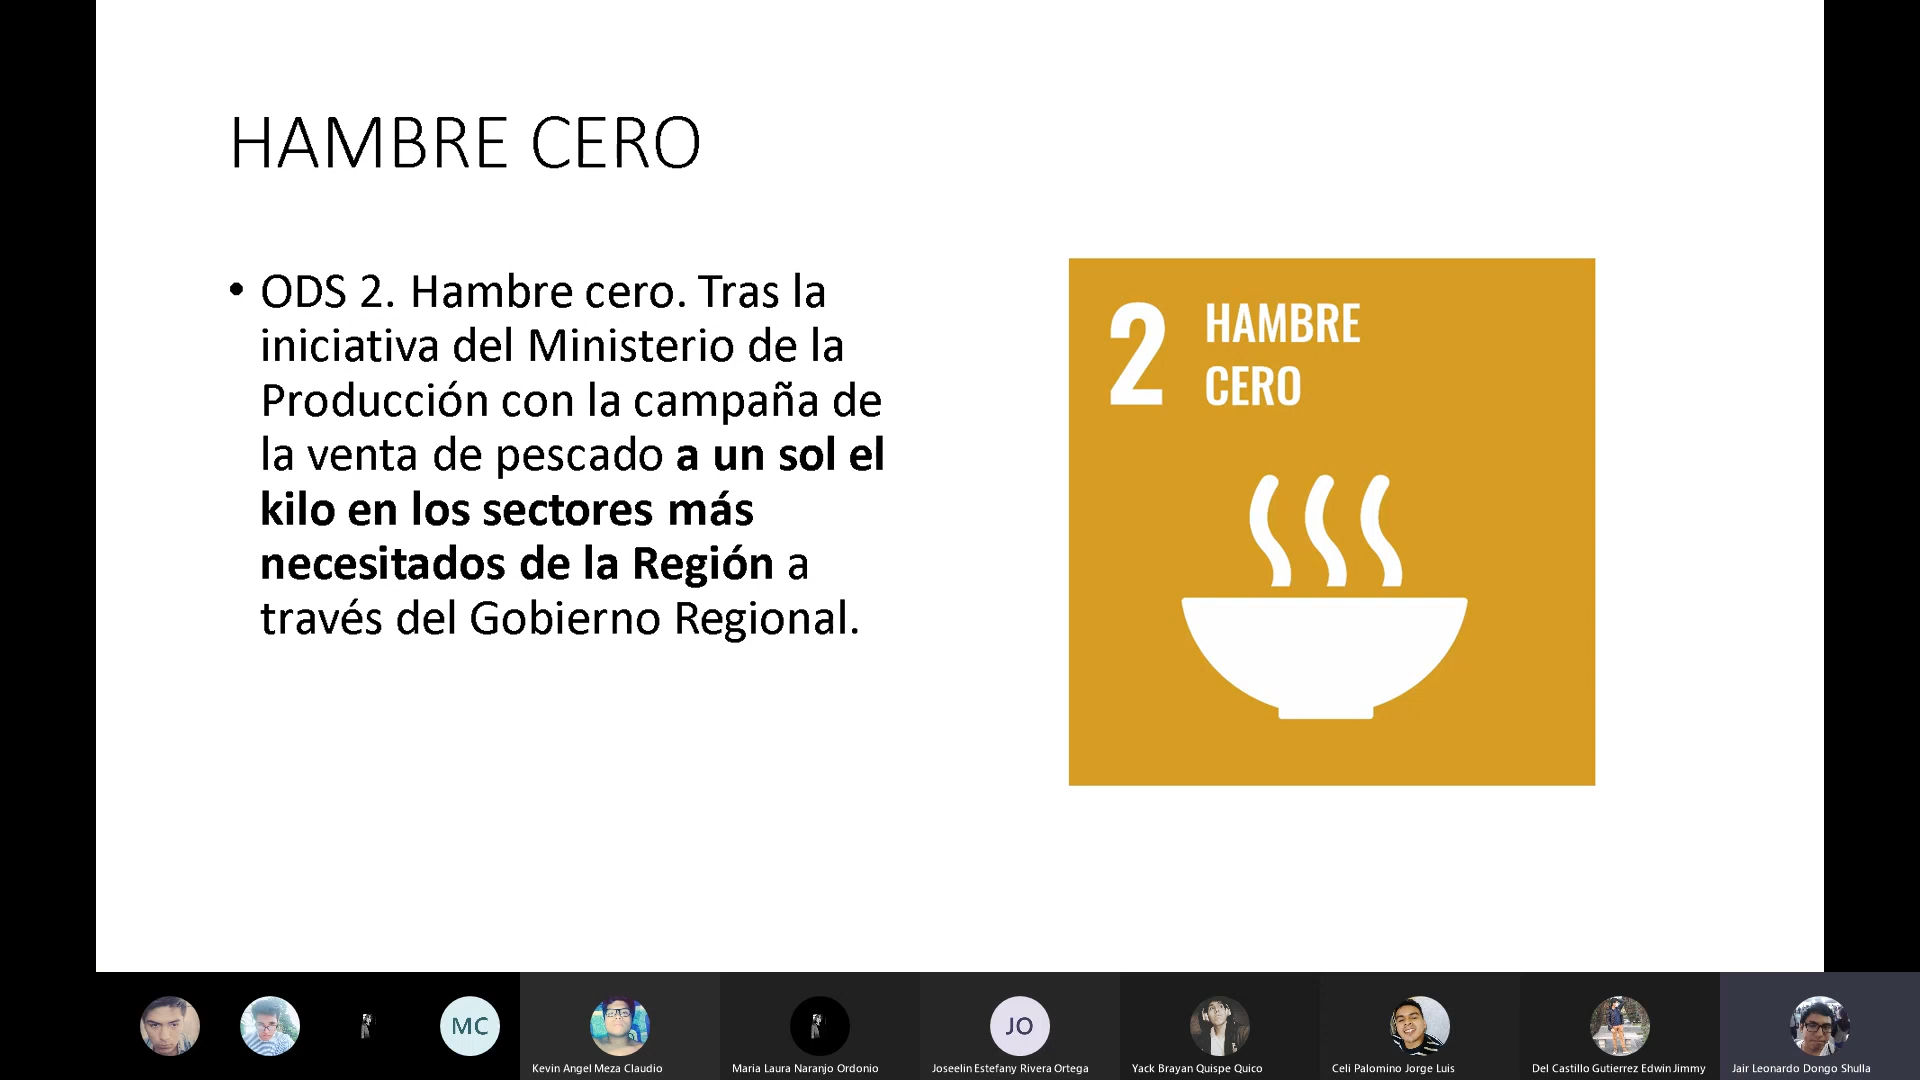 HAMBRE CERO
• ODS 2. Hambre cero. Tras la
iniciativa del Ministerio de la
Producción con la campaña de
la venta de pescado a un sol el
kilo en los sectores más
necesitados de la Región a
través del Gobierno Regional.
2 HAMBRE
CERO
MC
JO
Kevin Angel Meza Claudio
Maria Laura Naranjo Ordonio
Joseelin Estefany Rivera Ortega
Yack Brayan Quispe Quico
Celi Palomino Jorge Luis
Del Castillo Gutierrez Edwin Jimmy
Jair Leonardo Dongo Shulla